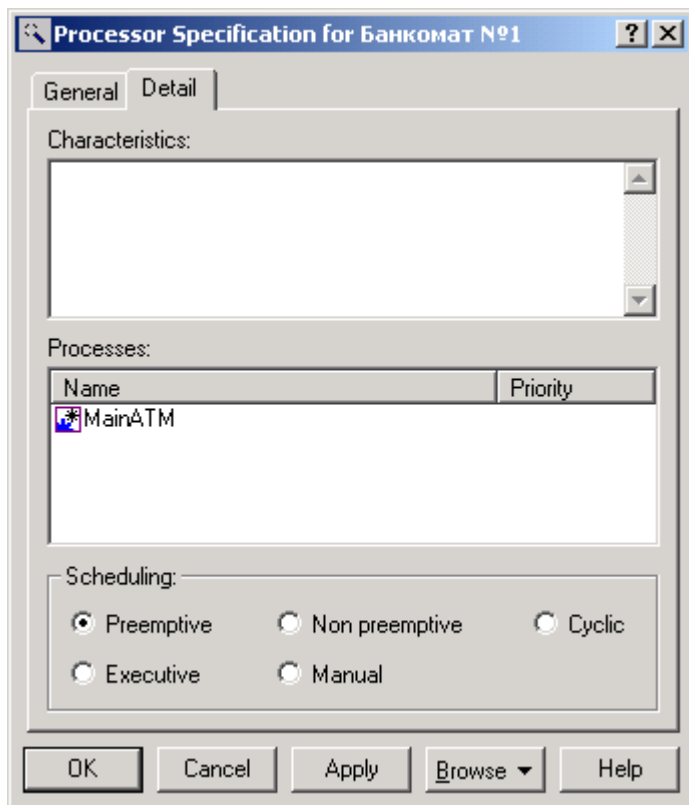 Processor Specification for Банкомат №1
General Detail
Characteristics:
Processes:
Name Priority
MainATM
Scheduling:
Preemptive Non preemptive Cyclic
Executive Manual
OK Cancel Apply Browse Help